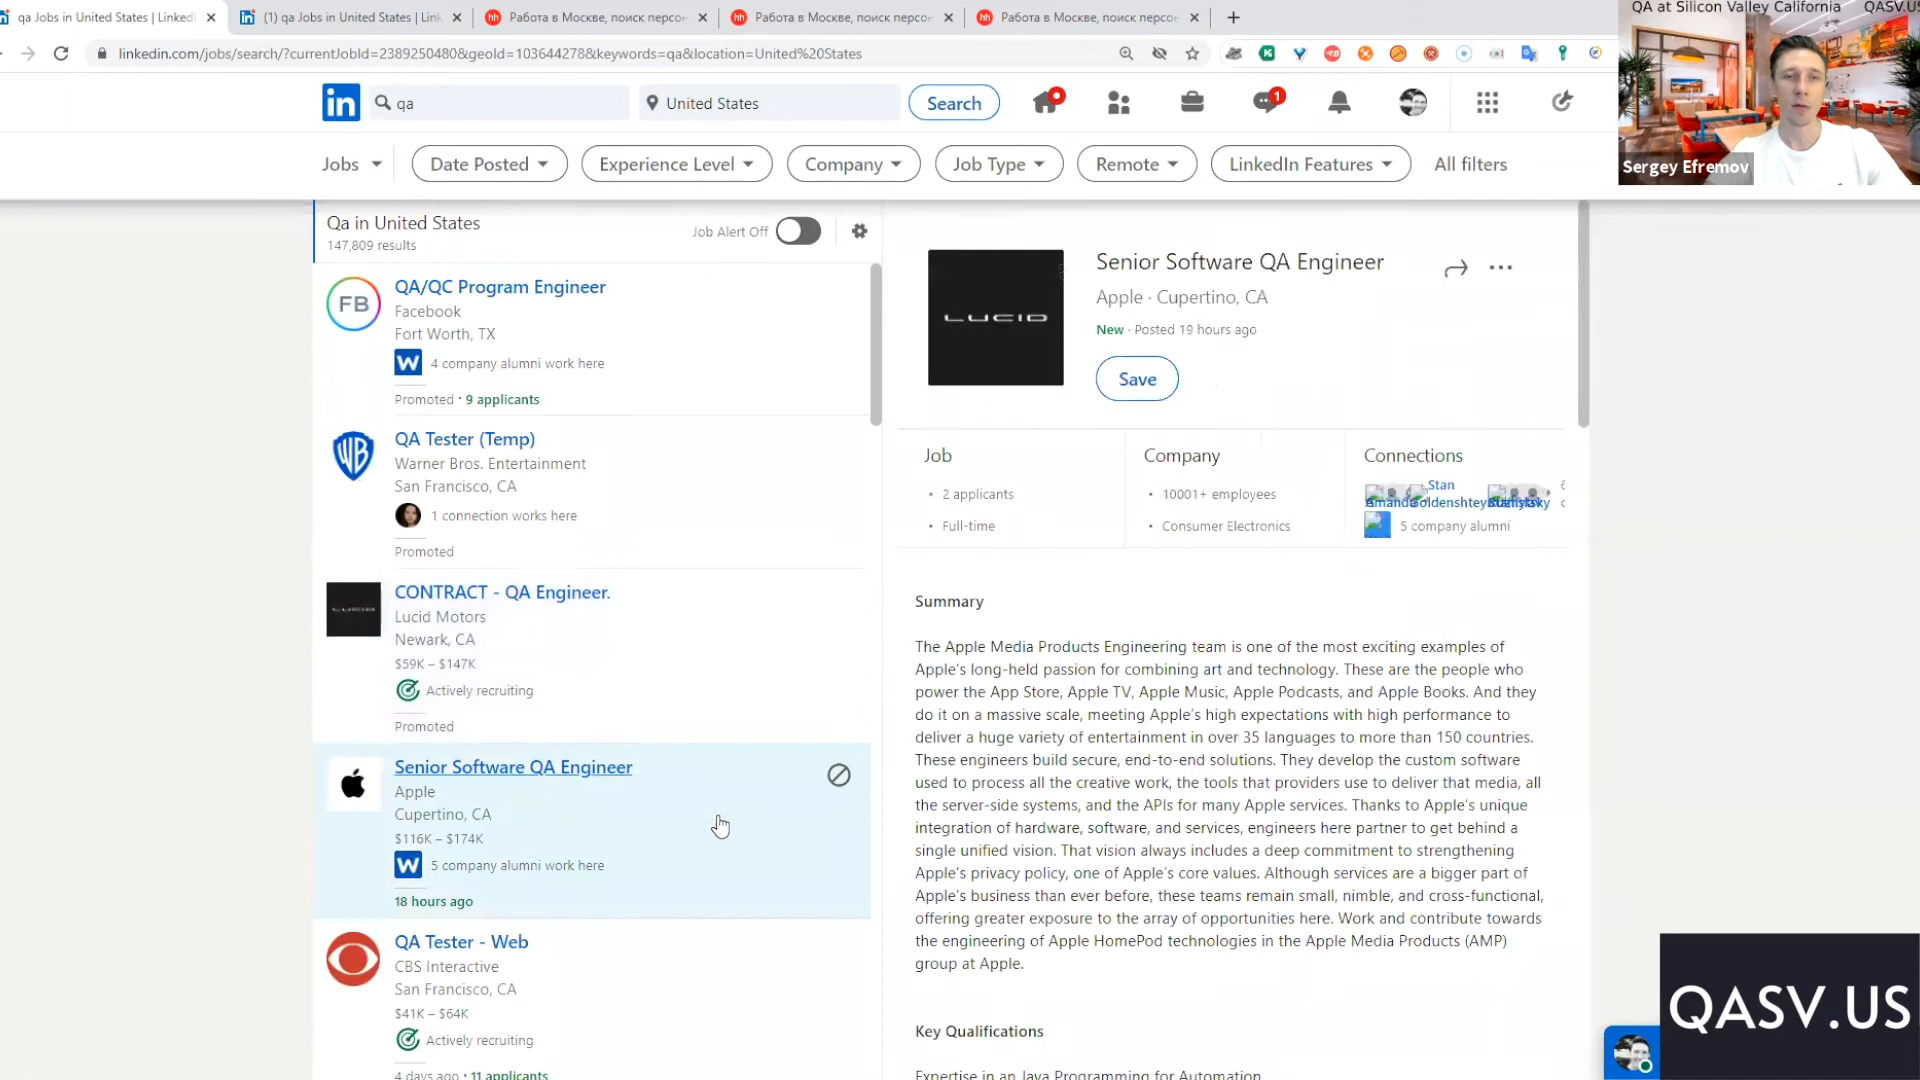 qa Jobs in United States | Linked
(1) qa Jobs in United States | Link
Работа в Москве, поиск персон
Работа в Москве, поиск персон
Работа в Москве, поиск персон
linkedin.com/jobs/search/?currentJobId=2389250480&geoId=103644278&keywords=qa&location=United%20States
QA at Silicon Valley California QASV.US
Sergey Efremov
in
qa
United States
Search
1
Jobs
Date Posted
Experience Level
Company
Job Type
Remote
LinkedIn Features
All filters
Qa in United States
147,809 results
Job Alert Off
FB
QA/QC Program Engineer
Facebook
Fort Worth, TX
W 4 company alumni work here
Promoted · 9 applicants
WB
QA Tester (Temp)
Warner Bros. Entertainment
San Francisco, CA
1 connection works here
Promoted
CONTRACT - QA Engineer.
Lucid Motors
Newark, CA
$59K – $147K
Actively recruiting
Promoted
Senior Software QA Engineer
Apple
Cupertino, CA
$116K – $174K
W 5 company alumni work here
18 hours ago
QA Tester - Web
CBS Interactive
San Francisco, CA
$41K – $64K
Actively recruiting
4 days ago · 11 applicants
LUCID
Senior Software QA Engineer
Apple · Cupertino, CA
New · Posted 19 hours ago
Save
Job
• 2 applicants
• Full-time
Company
• 10001+ employees
• Consumer Electronics
Connections
Stan
5 company alumni
Summary
The Apple Media Products Engineering team is one of the most exciting examples of
Apple's long-held passion for combining art and technology. These are the people who
power the App Store, Apple TV, Apple Music, Apple Podcasts, and Apple Books. And they
do it on a massive scale, meeting Apple's high expectations with high performance to
deliver a huge variety of entertainment in over 35 languages to more than 150 countries.
These engineers build secure, end-to-end solutions. They develop the custom software
used to process all the creative work, the tools that providers use to deliver that media, all
the server-side systems, and the APIs for many Apple services. Thanks to Apple's unique
integration of hardware, software, and services, engineers here partner to get behind a
single unified vision. That vision always includes a deep commitment to strengthening
Apple's privacy policy, one of Apple's core values. Although services are a bigger part of
Apple's business than ever before, these teams remain small, nimble, and cross-functional,
offering greater exposure to the array of opportunities here. Work and contribute towards
the engineering of Apple HomePod technologies in the Apple Media Products (AMP)
group at Apple.
Key Qualifications
Expertise in an Java Programming for Automation
QASV.US